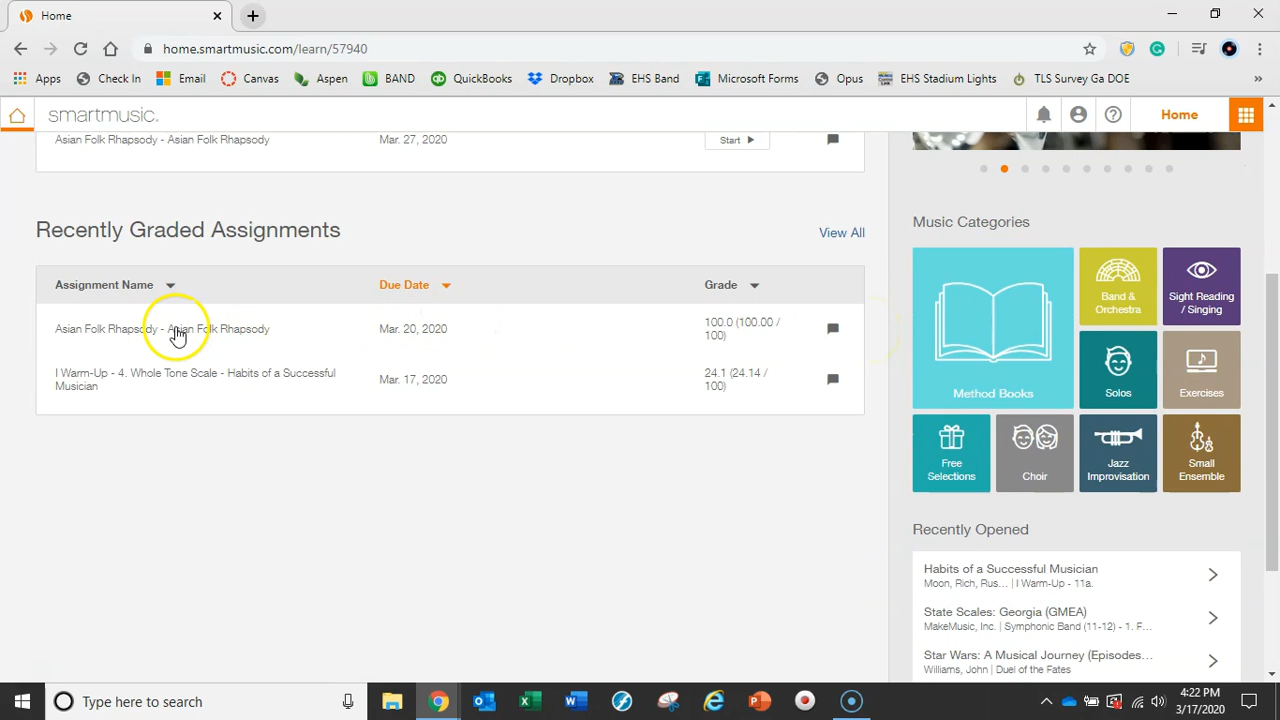 Home
home.smartmusic.com/learn/57940
Apps
Check In
Email
Canvas
Aspen
BAND
QuickBooks
Dropbox
EHS Band
Microsoft Forms
Opus
EHS Stadium Lights
TLS Survey Ga DOE
smartmusic.
Home
Asian Folk Rhapsody - Asian Folk Rhapsody
Mar. 27, 2020
Start
Recently Graded Assignments
View All
Assignment Name
Due Date
Grade
Asian Folk Rhapsody - Asian Folk Rhapsody
Mar. 20, 2020
100.0 (100.00 /
100)
I Warm-Up - 4. Whole Tone Scale - Habits of a Successful
Musician
Mar. 17, 2020
24.1 (24.14 /
100)
Music Categories
Method Books
Band &
Orchestra
Sight Reading
/ Singing
Solos
Exercises
Free
Selections
Choir
Jazz
Improvisation
Small
Ensemble
Recently Opened
Habits of a Successful Musician
Moon, Rich, Rus... | I Warm-Up - 11a.
State Scales: Georgia (GMEA)
MakeMusic, Inc. | Symphonic Band (11-12) - 1. F...
Star Wars: A Musical Journey (Episodes...
Williams, John | Duel of the Fates
Type here to search
4:22 PM
3/17/2020